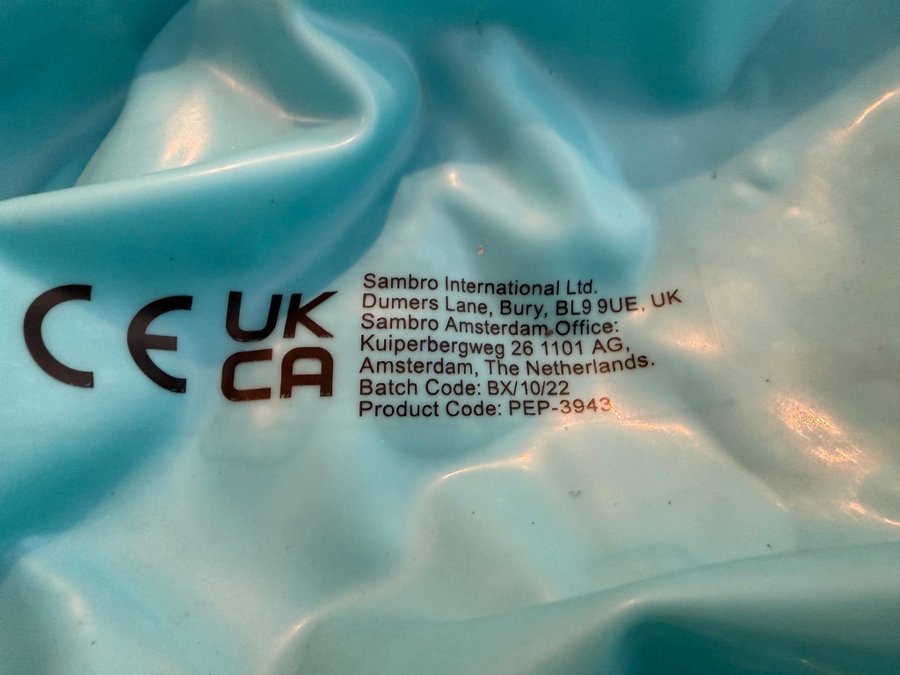 CE
UK
CA
Sambro International Ltd.
Dumers Lane, Bury, BL9 9UE, UK
Sambro Amsterdam Office:
Kuiperbergweg 26 1101 AG,
Amsterdam, The Netherlands.
Batch Code: BX/10/22
Product Code: PEP-3943